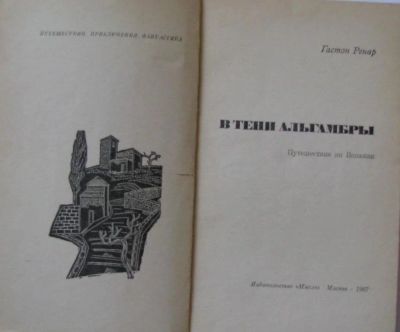 ПУТЕШЕСТВИЯ. ПРИКЛЮЧЕНИЯ. ФАНТАСТИКА
Гастон Ренар
В ТЕНИ АЛЬГАМБРЫ
Путешествие по Испании
Издательство «Мысль» Москва · 1967